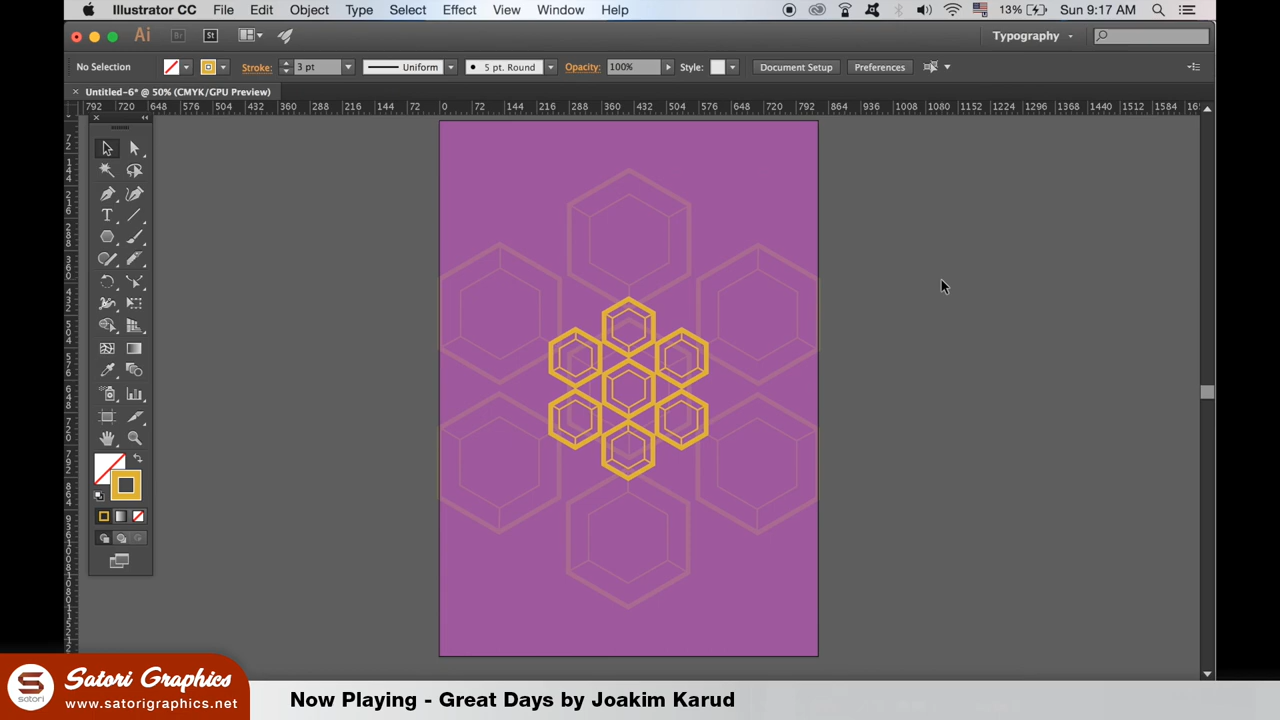 Illustrator CC File Edit Object Type Select Effect View Window Help 13% Sun 9:17 AM
Ai Br St Typography
No Selection Stroke: 3 pt Uniform 5 pt. Round Opacity: 100% Style: Document Setup Preferences
× Untitled-6* @ 50% (CMYK/GPU Preview)
792 720 648 576 504 432 360 288 216 144 72 0 72 144 216 288 360 432 504 576 648 720 792 864 936 1008 1080 1152 1224 1296 1368 1440 1512 1584
Satori Graphics
satori
www.satorigraphics.net
Now Playing - Great Days by Joakim Karud